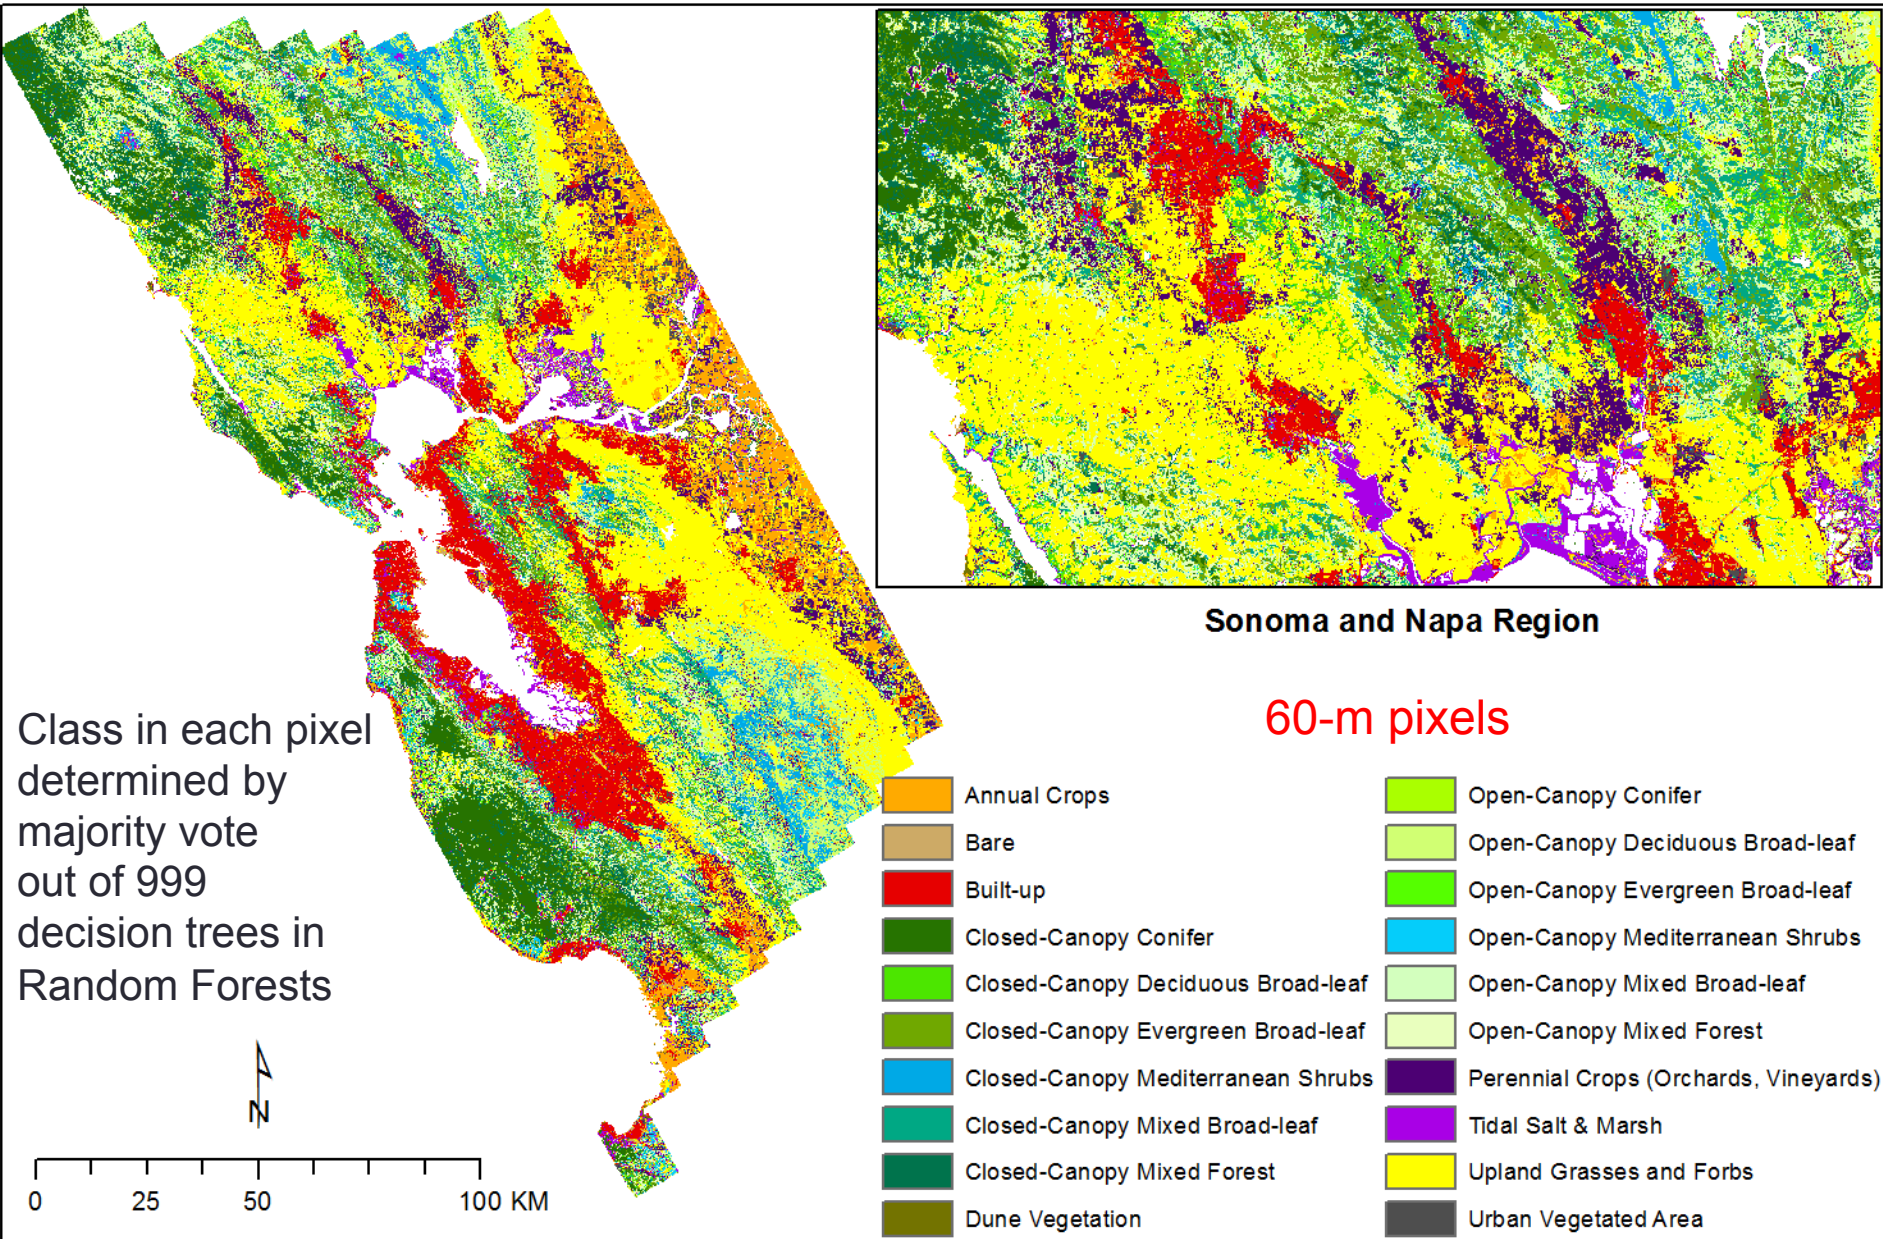 Sonoma and Napa Region
60-m pixels
Class in each pixel
determined by
majority vote
out of 999
decision trees in
Random Forests
N
0 25 50 100 KM
Annual Crops
Bare
Built-up
Closed-Canopy Conifer
Closed-Canopy Deciduous Broad-leaf
Closed-Canopy Evergreen Broad-leaf
Closed-Canopy Mediterranean Shrubs
Closed-Canopy Mixed Broad-leaf
Closed-Canopy Mixed Forest
Dune Vegetation
Open-Canopy Conifer
Open-Canopy Deciduous Broad-leaf
Open-Canopy Evergreen Broad-leaf
Open-Canopy Mediterranean Shrubs
Open-Canopy Mixed Broad-leaf
Open-Canopy Mixed Forest
Perennial Crops (Orchards, Vineyards)
Tidal Salt & Marsh
Upland Grasses and Forbs
Urban Vegetated Area